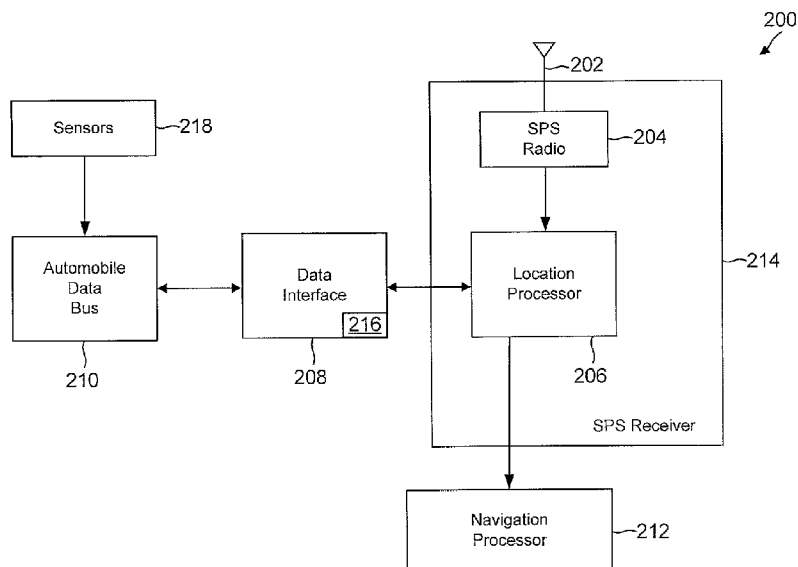 200
202
Sensors
218
SPS
Radio
204
Automobile
Data
Bus
Data
Interface
216
Location
Processor
214
210
208
206
SPS Receiver
Navigation
Processor
212